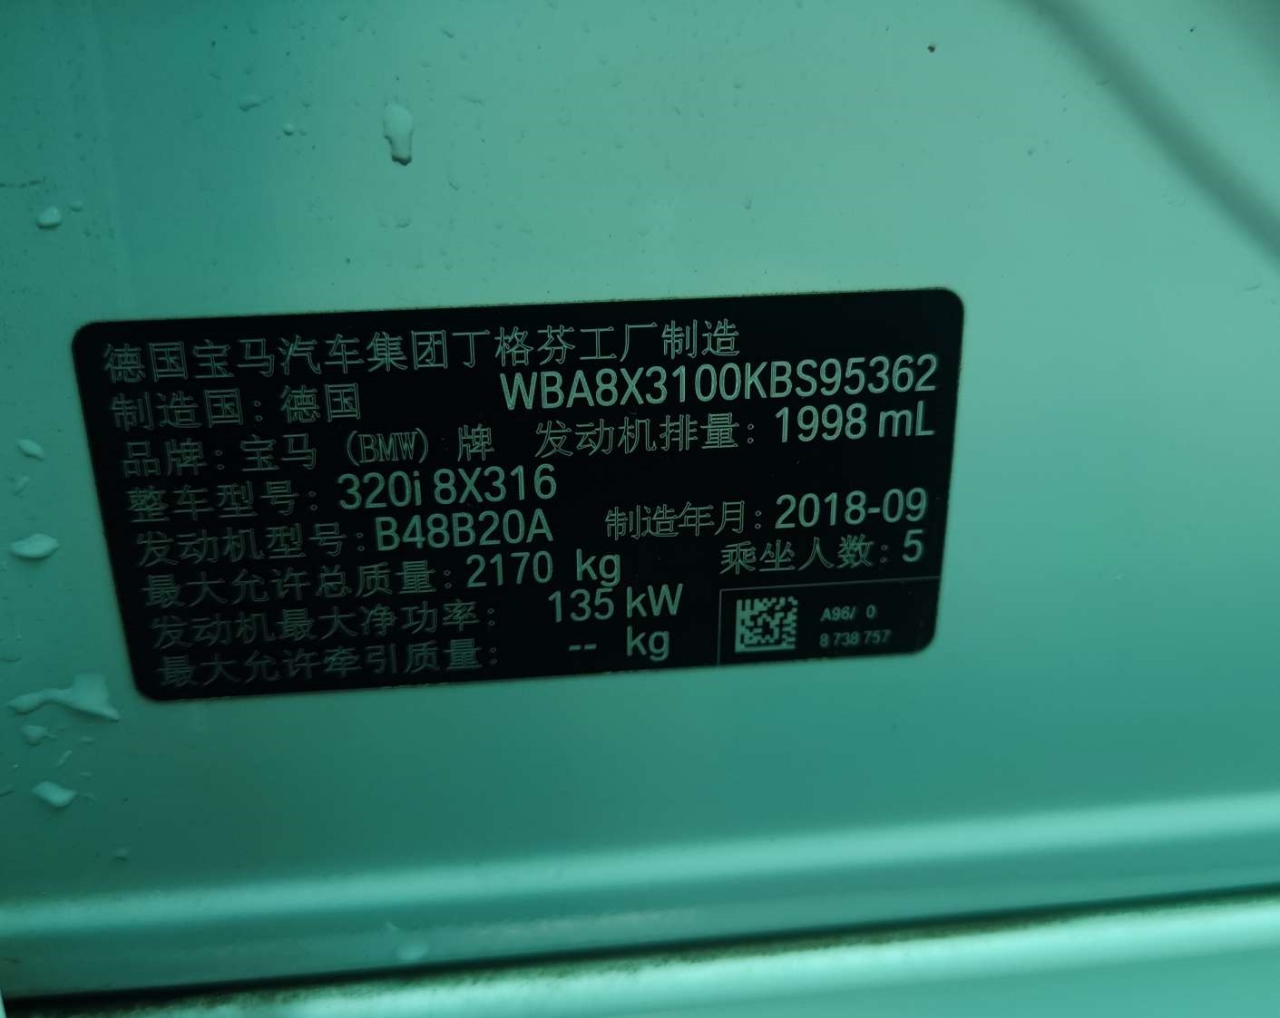 德国宝马汽车集团丁格芬工厂制造
制造国：德国 WBA8X3100KBS95362
品牌：宝马（BMW）牌 发动机排量：1998 mL
整车型号：320i 8X316
发动机型号：B48B20A 制造年月：2018-09
最大允许总质量：2170 kg 乘坐人数：5
发动机最大净功率：135 kW
最大允许牵引质量：-- kg
A96/ 0
8 738 757